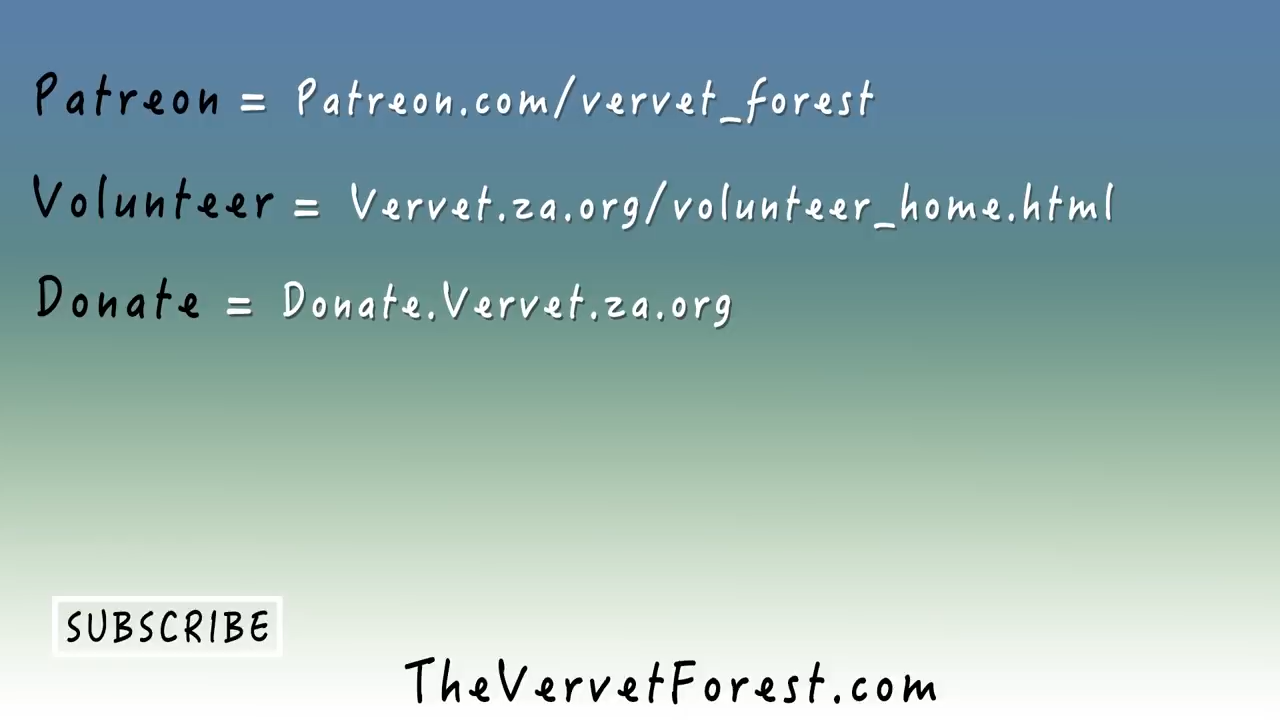 Patreon = Patreon.com/vervet_forest
Volunteer = Vervet.za.org/volunteer_home.html
Donate = Donate.Vervet.za.org
SUBSCRIBE
TheVervetForest.com